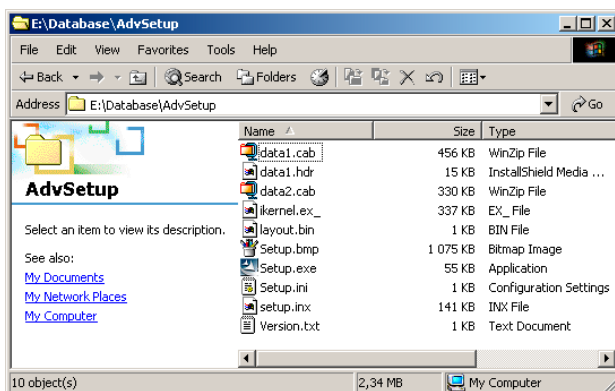 E:\Database\AdvSetup
File Edit View Favorites Tools Help
Back Search Folders
Address E:\Database\AdvSetup Go
AdvSetup
Select an item to view its description.
See also:
My Documents
My Network Places
My Computer
Name Size Type
data1.cab 456 KB WinZip File
data1.hdr 15 KB InstallShield Media ...
data2.cab 330 KB WinZip File
ikernel.ex_ 337 KB EX_ File
layout.bin 1 KB BIN File
Setup.bmp 1 075 KB Bitmap Image
Setup.exe 55 KB Application
Setup.ini 1 KB Configuration Settings
setup.inx 141 KB INX File
Version.txt 1 KB Text Document
10 object(s) 2,34 MB My Computer